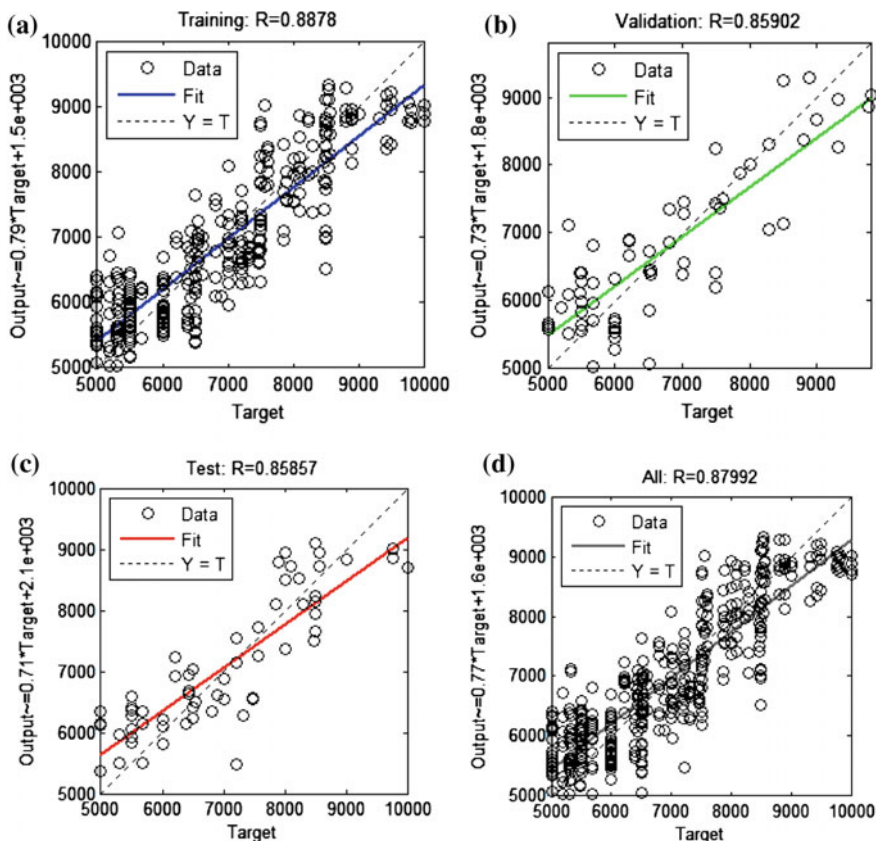 (a)
Training: R=0.8878
Output~=0.79*Target+1.5e+003
10000
9000
8000
7000
6000
5000
Data
Fit
Y = T
5000 6000 7000 8000 9000 10000
Target
(b)
Validation: R=0.85902
Output~=0.73*Target+1.8e+003
9000
8000
7000
6000
5000
Data
Fit
Y = T
5000 6000 7000 8000 9000
Target
(c)
Test: R=0.85857
Output~=0.71*Target+2.1e+003
10000
9000
8000
7000
6000
5000
Data
Fit
Y = T
5000 6000 7000 8000 9000 10000
Target
(d)
All: R=0.87992
Output~=0.77*Target+1.6e+003
10000
9000
8000
7000
6000
5000
Data
Fit
Y = T
5000 6000 7000 8000 9000 10000
Target